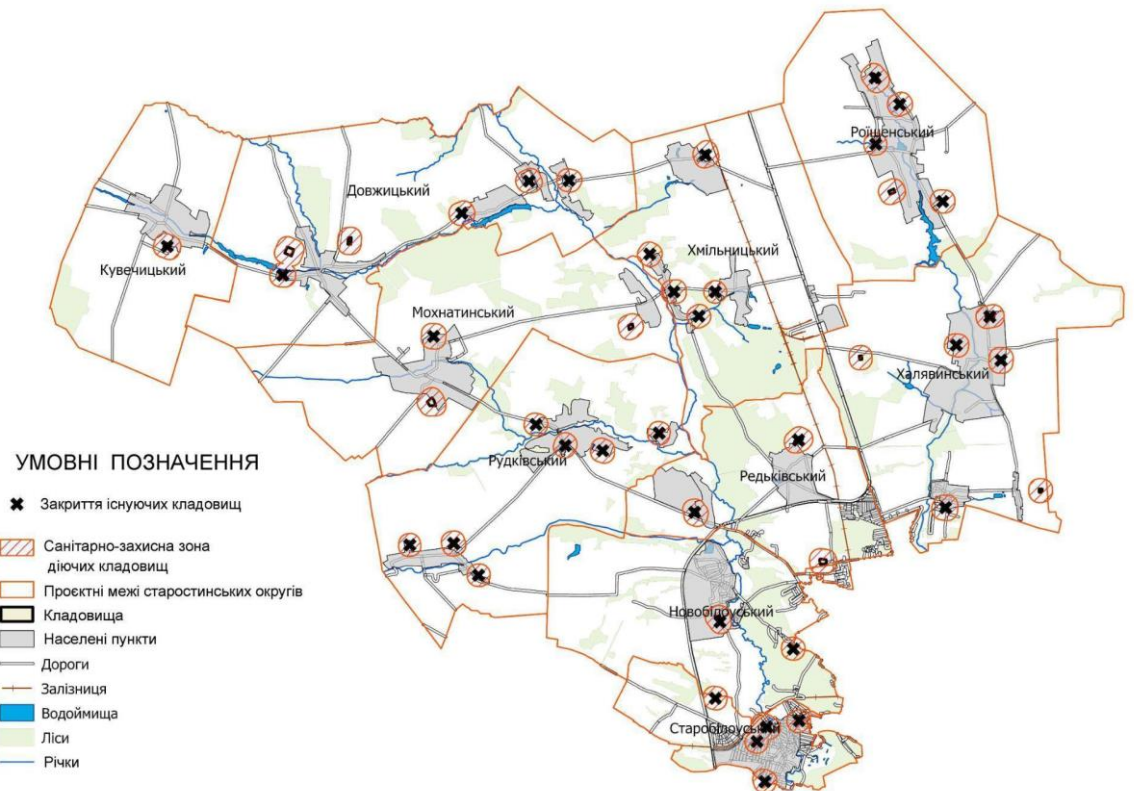 Роїщенський
Довжицький
Хмільницький
Кувечицький
Мохнатинський
Халявинський
Рудківський
Редьківський
Новобілоуський
Старобілоуський
УМОВНІ ПОЗНАЧЕННЯ
Закриття існуючих кладовищ
Санітарно-захисна зона
діючих кладовищ
Проєктні межі старостинських округів
Кладовища
Населені пункти
Дороги
Залізниця
Водоймища
Ліси
Річки